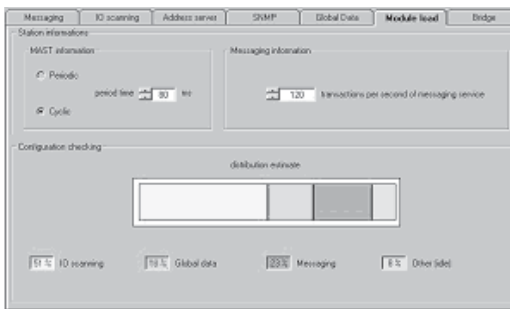 Messaging IO scanning Address server SNMP Global Data Module load Bridge
Station informations
MAST information Messaging information
Periodic
period time 80 ms 120 transactions per second of messaging service
Cyclic
Configuration checking
distribution estimate
51 % IO scanning 18 % Global data 23% Messaging 8 % Other (idle)